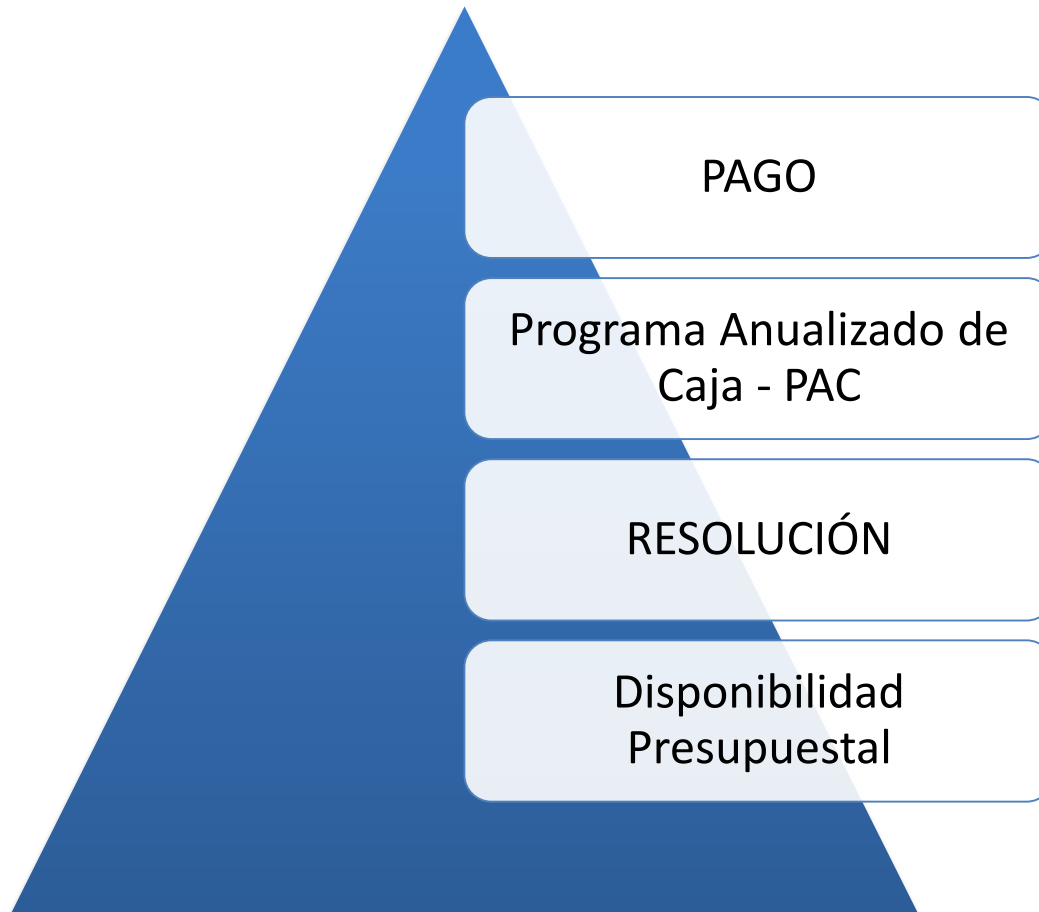 PAGO
Programa Anualizado de
Caja - PAC
RESOLUCIÓN
Disponibilidad
Presupuestal